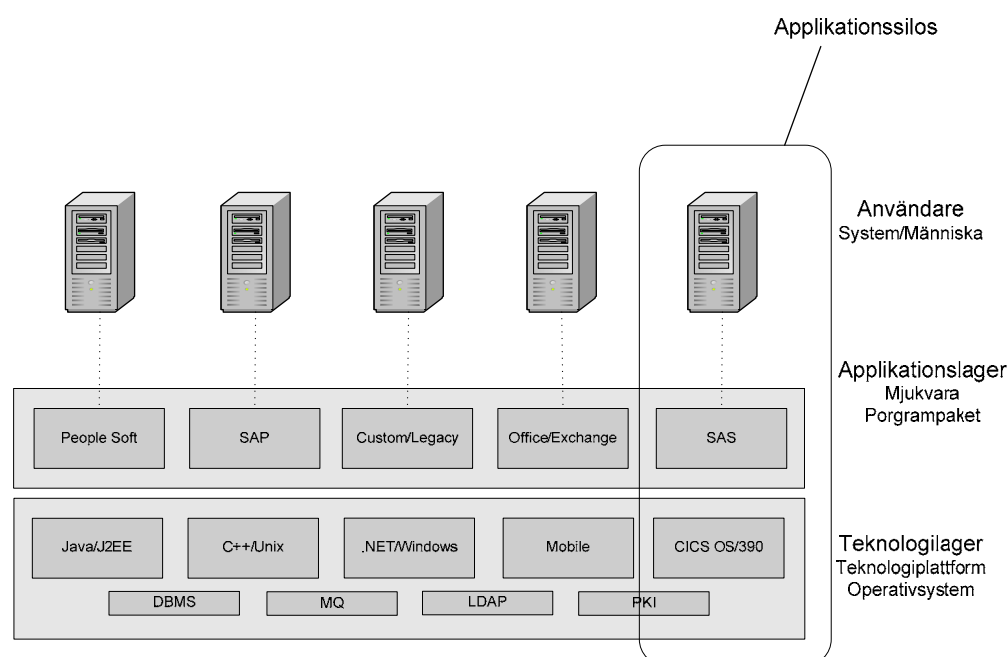 Applikationssilos
Användare
System/Människa
Applikationslager
Mjukvara
Porgrampaket
People Soft
SAP
Custom/Legacy
Office/Exchange
SAS
Java/J2EE
C++/Unix
.NET/Windows
Mobile
CICS OS/390
Teknologilager
Teknologiplattform
Operativsystem
DBMS
MQ
LDAP
PKI